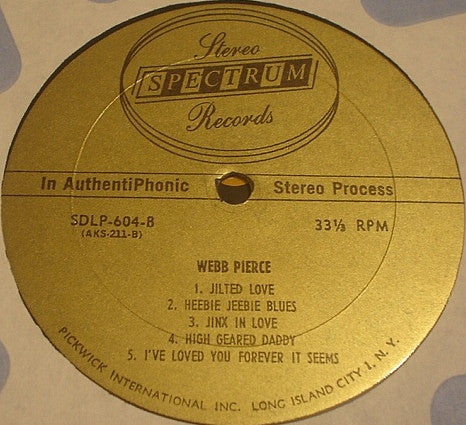 Stereo
SPECTRUM
Records
In AuthentiPhonic Stereo Process
SDLP-604-B 33⅓ RPM
(AKS-211-B)
WEBB PIERCE
1. JILTED LOVE
2. HEEBIE JEEBIE BLUES
3. JINX IN LOVE
4. HIGH GEARED DADDY
5. I'VE LOVED YOU FOREVER IT SEEMS
PICKWICK INTERNATIONAL INC. LONG ISLAND CITY 1, N. Y.